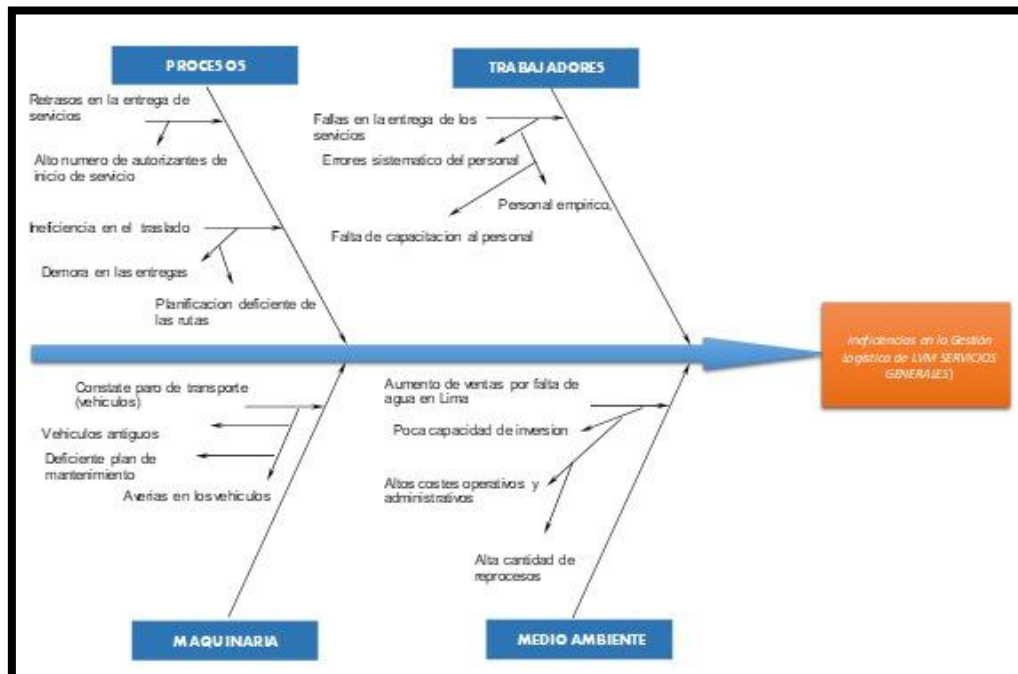 PROCESOS
TRABAJADORES
Retrasos en la entrega de
servicios
Alto numero de autorizantes de
inicio de servicio
Ineficiencia en el traslado
Demora en las entregas
Planificacion deficiente de
las rutas
Fallas en la entrega de los
servicios
Errores sistematico del personal
Personal empirico,
Falta de capacitacion al personal
Ineficiencias en la Gestión
Logística de LVM SERVICIOS
GENERALES)
Constate paro de transporte
(vehiculos)
Vehiculos antiguos
Deficiente plan de
mantenimiento
Averias en los vehiculos
Aumento de ventas por falta de
agua en Lima
Poca capacidad de inversion
Altos costes operativos y
administrativos
Alta cantidad de
reprocesos
MAQUINARIA
MEDIO AMBIENTE